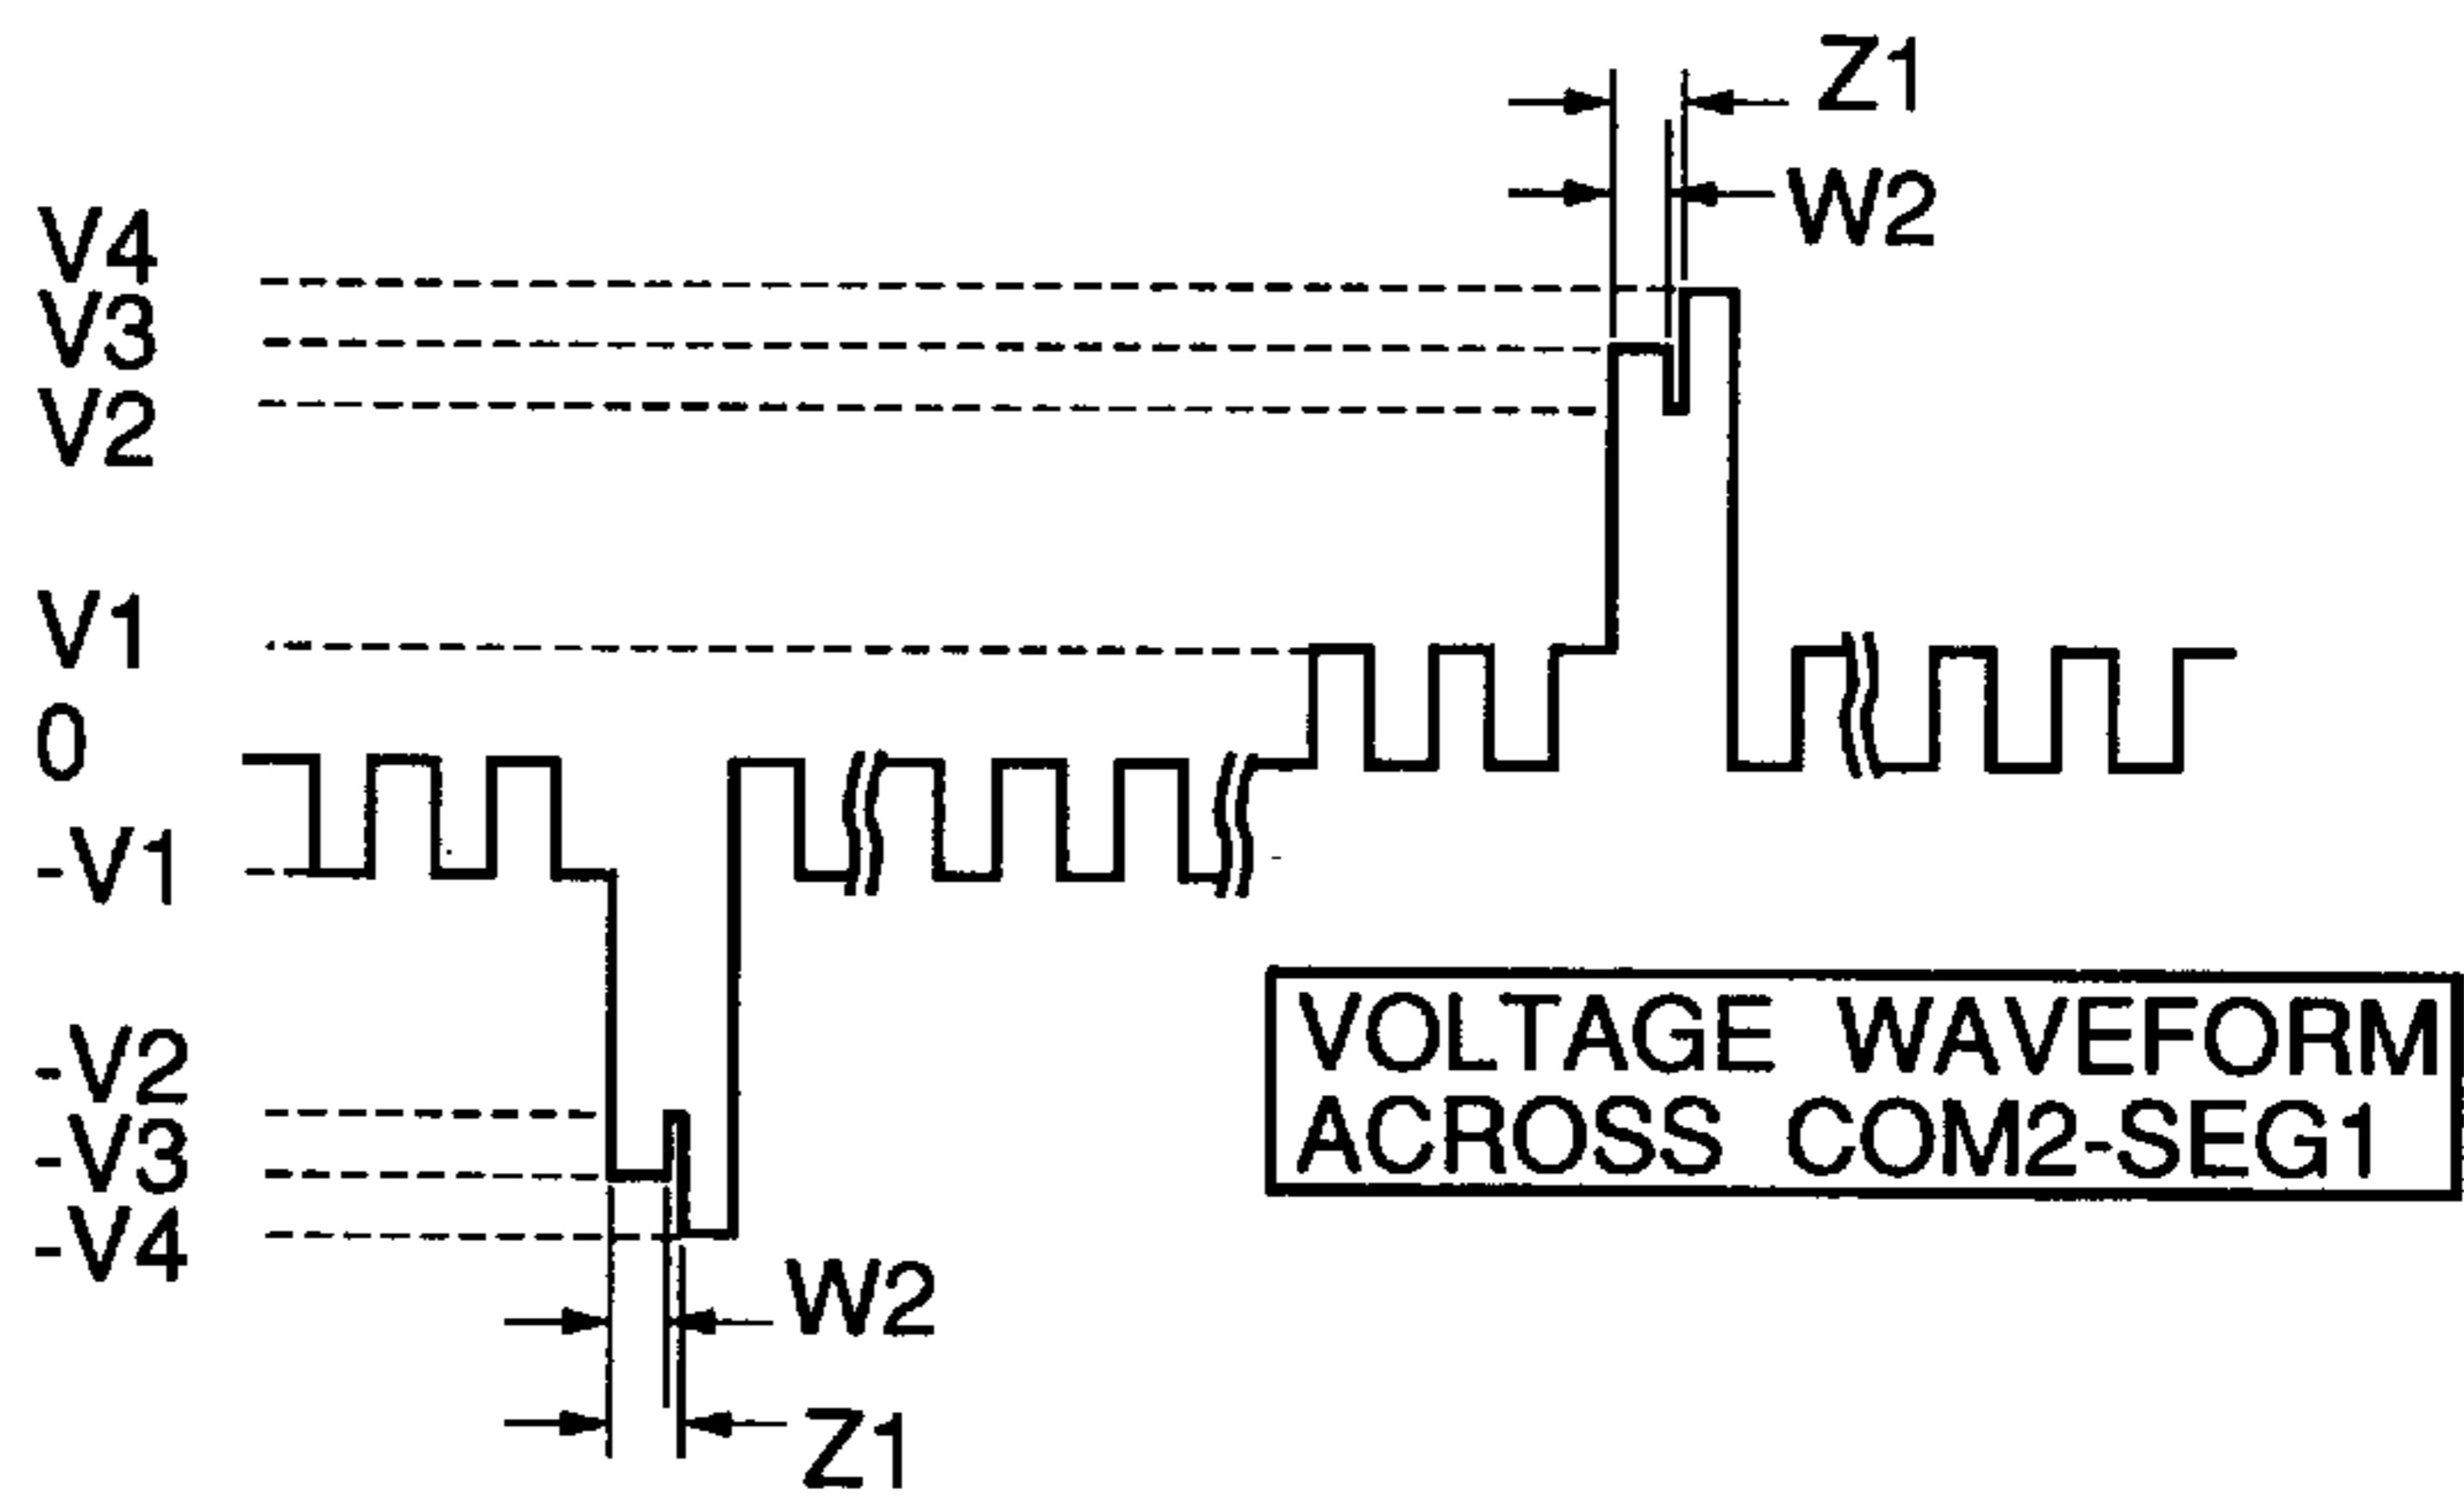 Z1
W2
V4
V3
V2
V1
0
-V1
VOLTAGE WAVEFORM
ACROSS COM2-SEG1
-V2
-V3
-V4
W2
Z1